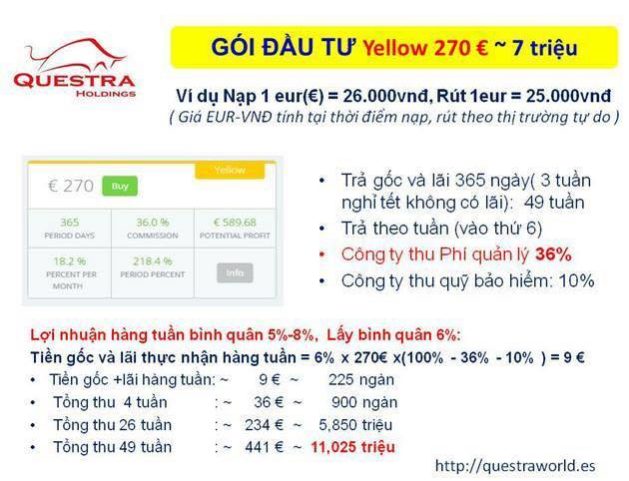 QUESTRA
HOLDINGS
GÓI ĐẦU TƯ Yellow 270 € ~ 7 triệu
Ví dụ Nạp 1 eur(€) = 26.000vnđ, Rút 1eur = 25.000vnđ
( Giá EUR-VNĐ tính tại thời điểm nạp, rút theo thị trường tự do )
Yellow
€ 270 Buy
365 36.0 % € 589.68
PERIOD DAYS COMMISSION POTENTIAL PROFIT
18.2 % 218.4 % Info
PERCENT PER PERIOD PERCENT
MONTH
• Trả gốc và lãi 365 ngày( 3 tuần
nghỉ tết không có lãi): 49 tuần
• Trả theo tuần (vào thứ 6)
• Công ty thu Phí quản lý 36%
• Công ty thu quỹ bảo hiểm: 10%
Lợi nhuận hàng tuần bình quân 5%-8%, Lấy bình quân 6%:
Tiền gốc và lãi thực nhận hàng tuần = 6% x 270€ x(100% - 36% - 10% ) = 9 €
• Tiền gốc +lãi hàng tuần: ~ 9 € ~ 225 ngàn
• Tổng thu 4 tuần : ~ 36 € ~ 900 ngàn
• Tổng thu 26 tuần : ~ 234 € ~ 5,850 triệu
• Tổng thu 49 tuần : ~ 441 € ~ 11,025 triệu
http://questraworld.es